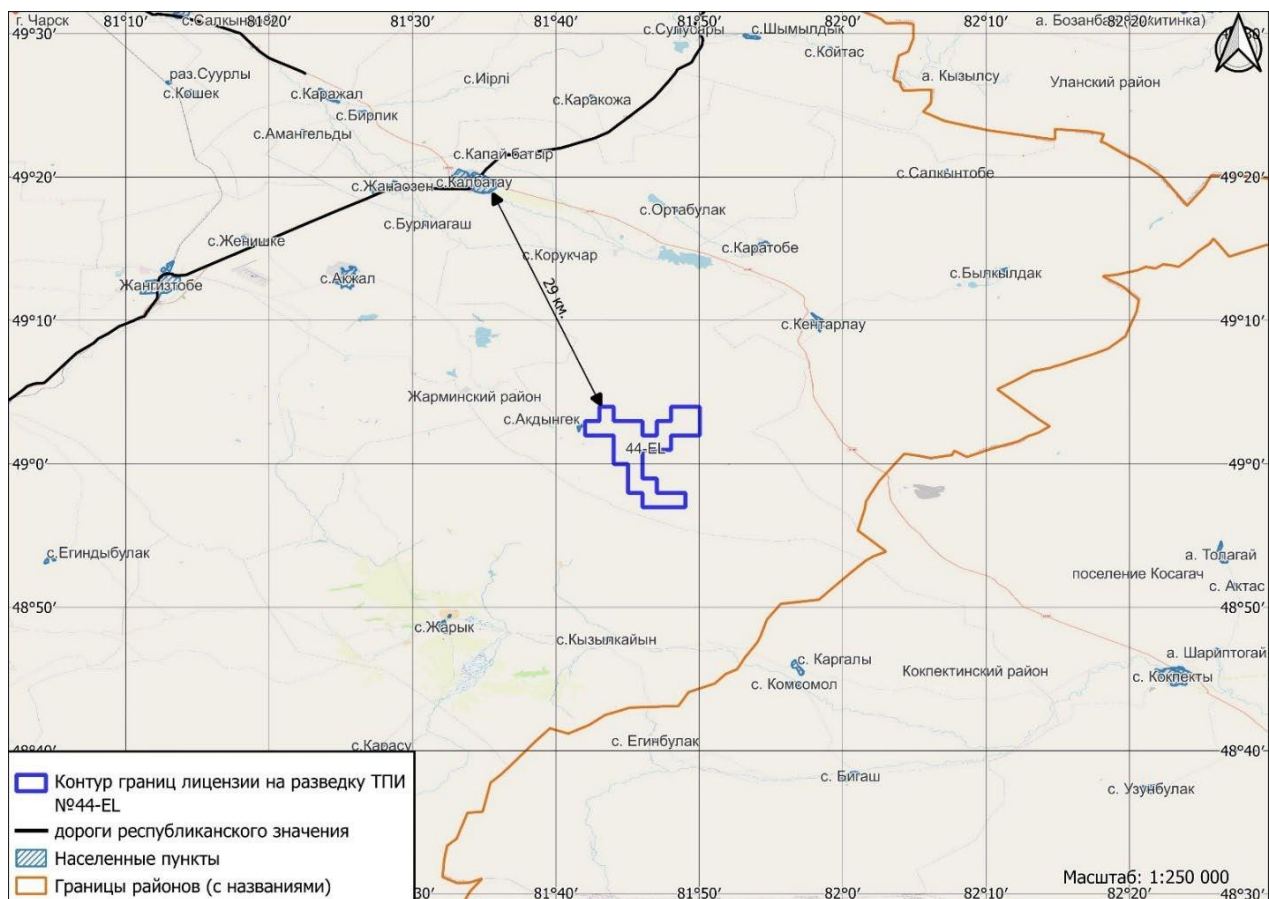 г. Чарск
81°10′
81°20′
81°30′
81°40′
81°50′
82°0′
82°10′
82°20′
49°30′
с.Сулусары
с.Шымылдык
с.Койтас
раз.Суурлы
с.Кошек
с.Каражал
с.Бирлик
с.Иірлі
с.Каракожа
а. Кызылсу
Уланский район
с.Амангельды
с.Капай-батыр
49°20′
49°20′
с.Жанаозен
с.Калбатау
с.Салкынтобе
с.Бурлиагаш
с.Ортабулак
с.Женишке
с.Корукчар
с.Каратобе
Жангизтобе
с.Акжал
с.Былкылдак
29 км.
49°10′
49°10′
с.Кентарлау
Жарминский район
с.Акдынгек
44-EL
49°0′
49°0′
с.Егиндыбулак
а. Толагай
поселение Косагач
с. Актас
48°50′
48°50′
с.Жарык
с.Кызылкайын
с. Каргалы
с. Комсомол
Кокпектинский район
а. Шариптогай
с. Кокпекты
48°40′
с.Карасу
с. Егинбулак
48°40′
с. Бигаш
с. Узунбулак
Контур границ лицензии на разведку ТПИ
№44-EL
дороги республиканского значения
Населенные пункты
Границы районов (с названиями)
Масштаб: 1:250 000
81°40′
81°50′
82°0′
82°10′
82°20′
48°30′